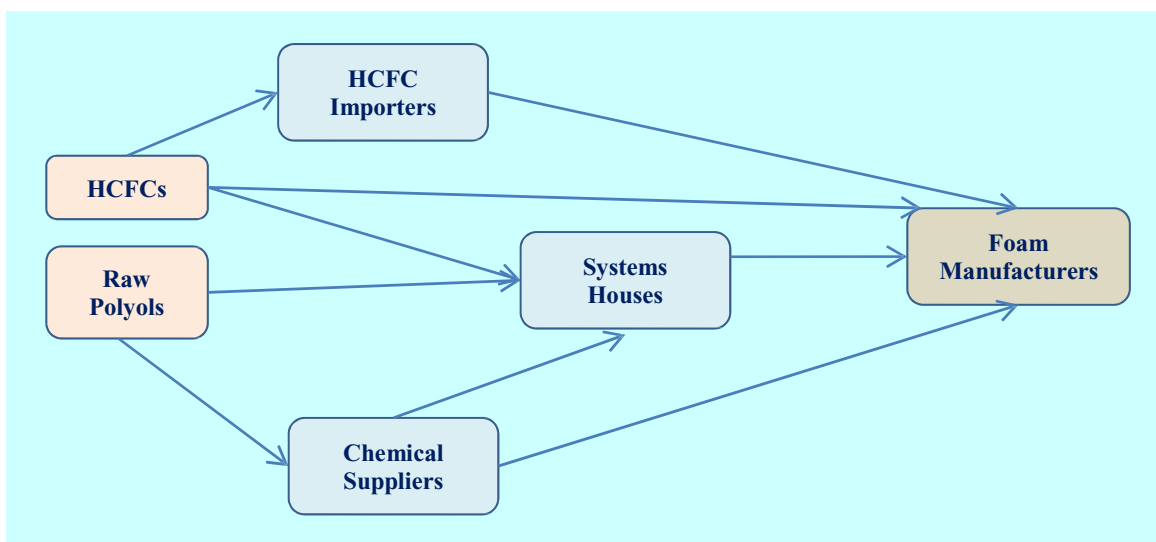 HCFC
Importers
HCFCs
Raw
Polyols
Systems
Houses
Foam
Manufacturers
Chemical
Suppliers